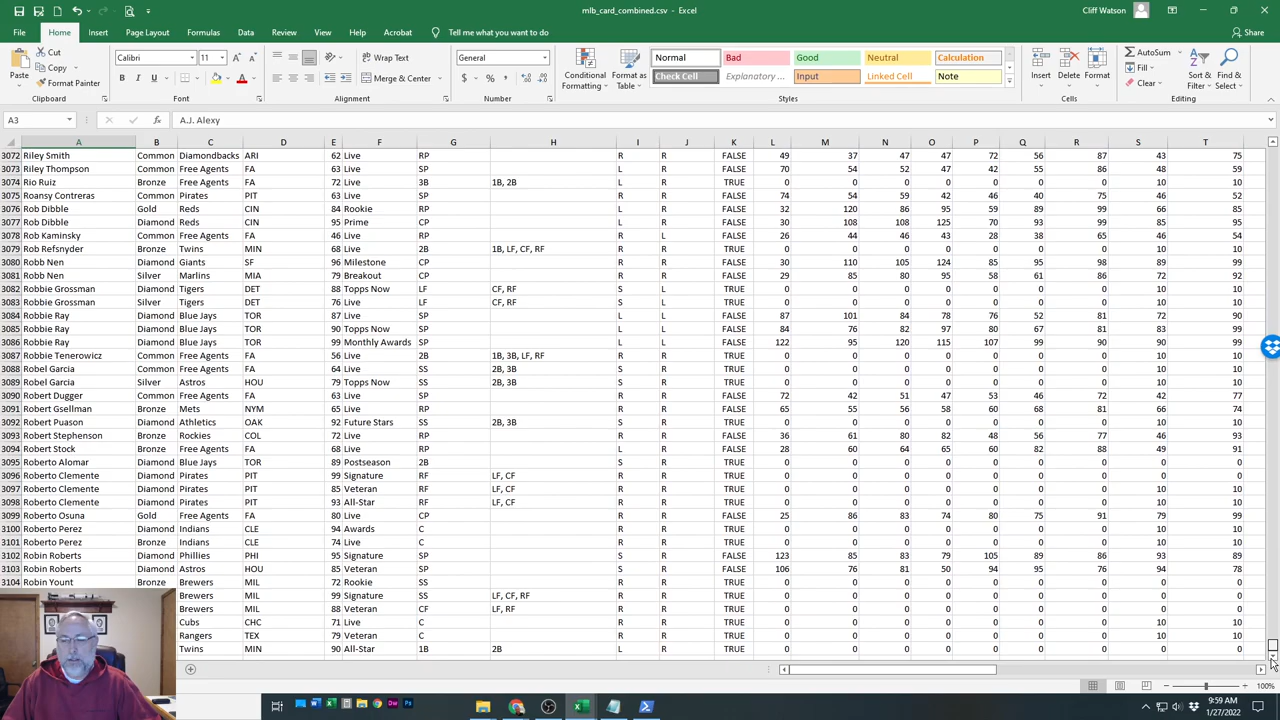 mlb_card_combined.csv - Excel
Cliff Watson
File Home Insert Page Layout Formulas Data Review View Help Acrobat Tell me what you want to do Share
Paste Cut Copy Format Painter Clipboard
Calibri 11 B I U A Font
Wrap Text Merge & Center Alignment
General $ % , Number
Conditional Formatting Format as Table
Normal Bad Good Neutral Calculation
Check Cell Explanatory ... Input Linked Cell Note
Styles
Insert Delete Format Cells
AutoSum Fill Clear Sort & Filter Find & Select Editing
A3 fx A.J. Alexy
A B C D E F G H I J K L M N O P Q R S T
3072 Riley Smith Common Diamondbacks ARI 62 Live RP R R FALSE 49 37 47 47 72 56 87 43 75
3073 Riley Thompson Common Free Agents FA 63 Live SP L R FALSE 70 54 52 47 42 55 86 48 59
3074 Rio Ruiz Bronze Free Agents FA 72 Live 3B 1B, 2B L R TRUE 0 0 0 0 0 0 0 10 10
3075 Roansy Contreras Common Pirates PIT 63 Live SP R R FALSE 74 54 59 42 46 40 75 46 52
3076 Rob Dibble Gold Reds CIN 84 Rookie RP L R FALSE 32 120 86 95 59 89 99 66 85
3077 Rob Dibble Diamond Reds CIN 95 Prime CP L R FALSE 30 108 108 125 70 93 99 85 99
3078 Rob Kaminsky Common Free Agents FA 46 Live RP R L FALSE 26 44 46 43 28 38 65 46 54
3079 Rob Refsnyder Bronze Twins MIN 68 Live 2B 1B, LF, CF, RF R R TRUE 0 0 0 0 0 0 0 10 10
3080 Robb Nen Diamond Giants SF 96 Milestone CP R R FALSE 30 110 105 124 85 95 98 89 99
3081 Robb Nen Silver Marlins MIA 79 Breakout CP R R FALSE 29 85 80 95 58 61 86 72 92
3082 Robbie Grossman Diamond Tigers DET 88 Topps Now LF CF, RF S L TRUE 0 0 0 0 0 0 0 10 10
3083 Robbie Grossman Silver Tigers DET 76 Live LF CF, RF S L TRUE 0 0 0 0 0 0 0 10 10
3084 Robbie Ray Diamond Blue Jays TOR 87 Live SP L L FALSE 87 101 84 78 76 52 81 72 90
3085 Robbie Ray Diamond Blue Jays TOR 90 Topps Now SP L L FALSE 84 76 82 97 80 67 81 83 99
3086 Robbie Ray Diamond Blue Jays TOR 99 Monthly Awards SP L L FALSE 122 95 120 115 107 99 90 90 99
3087 Robbie Tenerowicz Common Free Agents FA 56 Live 2B 1B, 3B, LF, RF R R TRUE 0 0 0 0 0 0 0 10 10
3088 Robel Garcia Common Free Agents FA 64 Live SS 2B, 3B S R TRUE 0 0 0 0 0 0 0 10 10
3089 Robel Garcia Silver Astros HOU 79 Topps Now SS 2B, 3B S R TRUE 0 0 0 0 0 0 0 10 10
3090 Robert Dugger Common Free Agents FA 63 Live SP R R FALSE 72 42 51 47 53 46 72 42 77
3091 Robert Gsellman Bronze Mets NYM 65 Live RP R R FALSE 65 55 56 58 60 68 81 66 74
3092 Robert Puason Diamond Athletics OAK 92 Future Stars SS 2B, 3B S R TRUE 0 0 0 0 0 0 0 10 10
3093 Robert Stephenson Bronze Rockies COL 72 Live RP R R FALSE 36 61 80 82 48 56 77 46 93
3094 Robert Stock Bronze Free Agents FA 68 Live RP L R FALSE 28 60 64 65 60 82 88 49 91
3095 Roberto Alomar Diamond Blue Jays TOR 89 Postseason 2B S R TRUE 0 0 0 0 0 0 0 0 0
3096 Roberto Clemente Diamond Pirates PIT 99 Signature RF LF, CF R R TRUE 0 0 0 0 0 0 0 0 0
3097 Roberto Clemente Diamond Pirates PIT 85 Veteran RF LF, CF R R TRUE 0 0 0 0 0 0 0 10 10
3098 Roberto Clemente Diamond Pirates PIT 93 All-Star RF LF, CF R R TRUE 0 0 0 0 0 0 0 10 10
3099 Roberto Osuna Gold Free Agents FA 80 Live CP R R FALSE 25 86 83 74 80 75 91 79 99
3100 Roberto Perez Diamond Indians CLE 94 Awards C R R TRUE 0 0 0 0 0 0 0 10 10
3101 Roberto Perez Bronze Indians CLE 74 Live C R R TRUE 0 0 0 0 0 0 0 10 10
3102 Robin Roberts Diamond Phillies PHI 95 Signature SP S R FALSE 123 85 83 79 105 89 86 93 89
3103 Robin Roberts Diamond Astros HOU 85 Veteran SP S R FALSE 106 76 81 50 94 95 76 94 78
3104 Robin Yount Bronze Brewers MIL 72 Rookie SS R R TRUE 0 0 0 0 0 0 0 0 0
Brewers MIL 99 Signature SS LF, CF, RF R R TRUE 0 0 0 0 0 0 0 0 0
Brewers MIL 88 Veteran CF LF, RF R R TRUE 0 0 0 0 0 0 0 0 0
Cubs CHC 71 Live C R R TRUE 0 0 0 0 0 0 0 10 10
Rangers TEX 79 Veteran C R R TRUE 0 0 0 0 0 0 0 10 10
Twins MIN 90 All-Star 1B 2B L R TRUE 0 0 0 0 0 0 0 0 0
100%
9:59 AM
1/27/2022